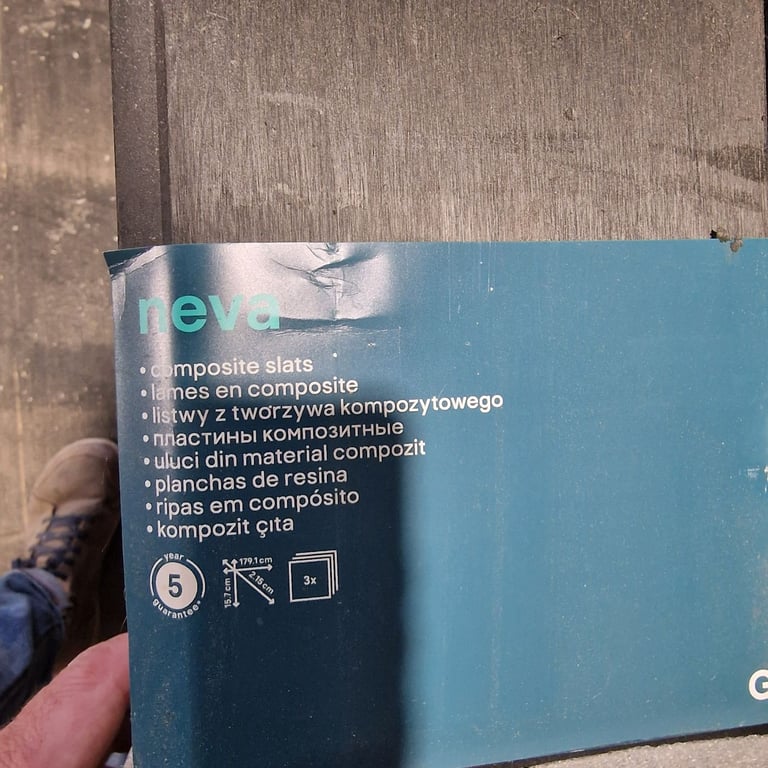 neva
• composite slats
• lames en composite
• listwy z tworzywa kompozytowego
• пластины композитные
• uluci din material compozit
• planchas de resina
• ripas em compósito
• kompozit çıta
year
5
guarantee*
179.1 cm
2.15 cm
15.7 cm
3x
G